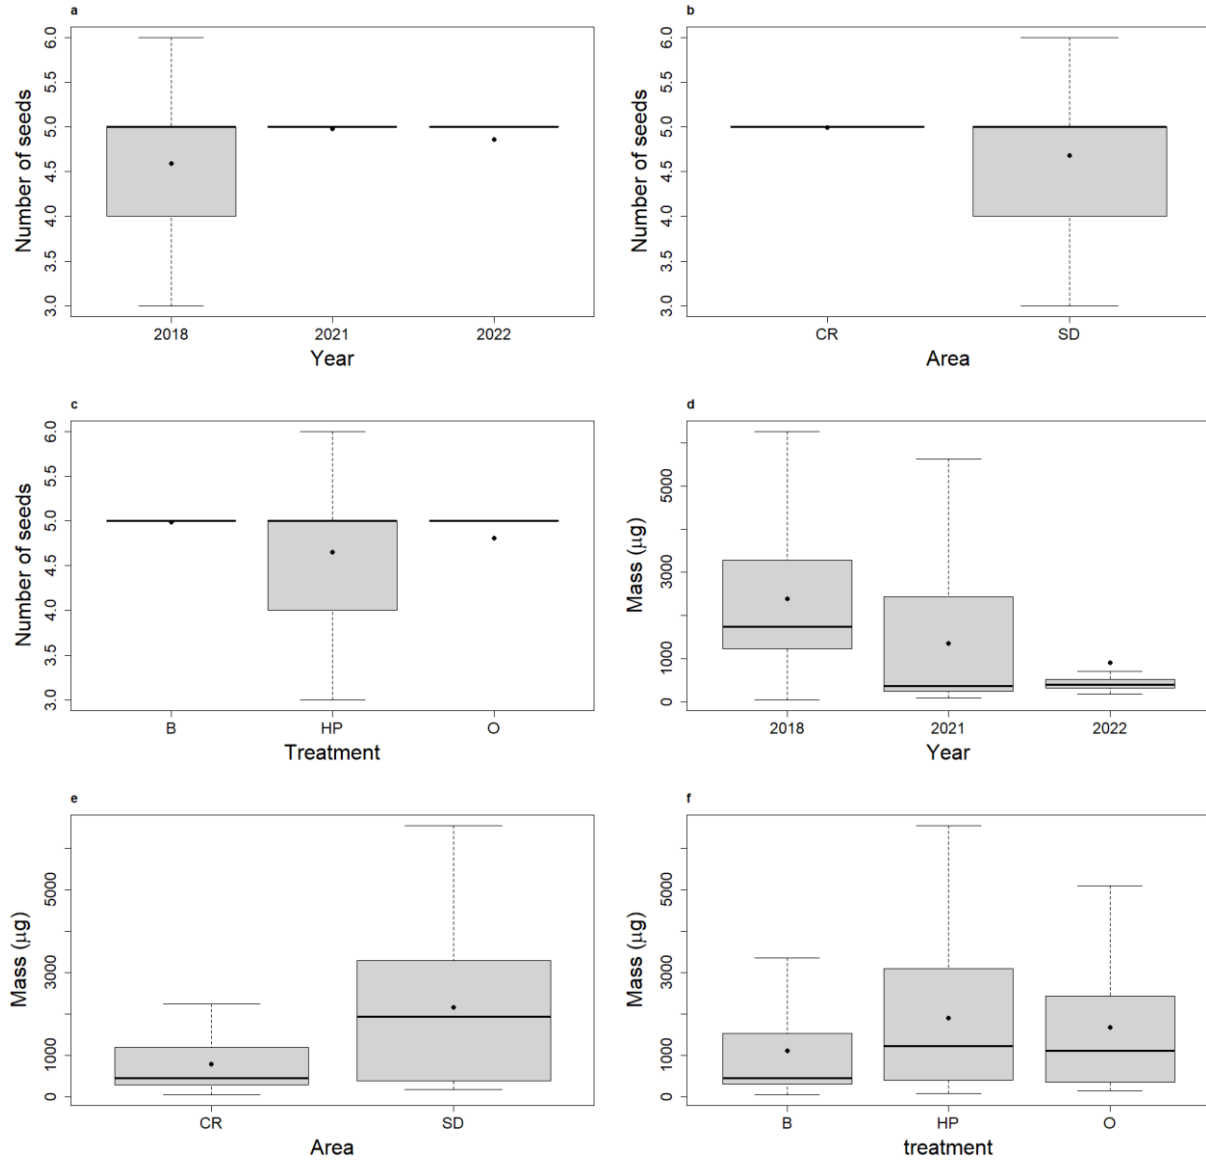 a
Number of seeds
6.0
5.5
5.0
4.5
4.0
3.5
3.0
2018 2021 2022
Year
b
Number of seeds
6.0
5.5
5.0
4.5
4.0
3.5
3.0
CR SD
Area
c
Number of seeds
6.0
5.5
5.0
4.5
4.0
3.5
3.0
B HP O
Treatment
d
Mass (μg)
5000
3000
1000
0
2018 2021 2022
Year
e
Mass (μg)
5000
3000
1000
0
CR SD
Area
f
Mass (μg)
5000
3000
1000
0
B HP O
treatment